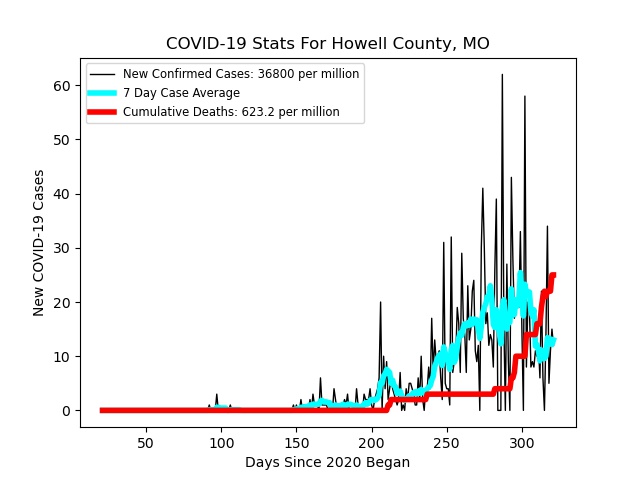 COVID-19 Stats For Howell County, MO
New Confirmed Cases: 36800 per million
7 Day Case Average
Cumulative Deaths: 623.2 per million
New COVID-19 Cases
60
50
40
30
20
10
0
50 100 150 200 250 300
Days Since 2020 Began